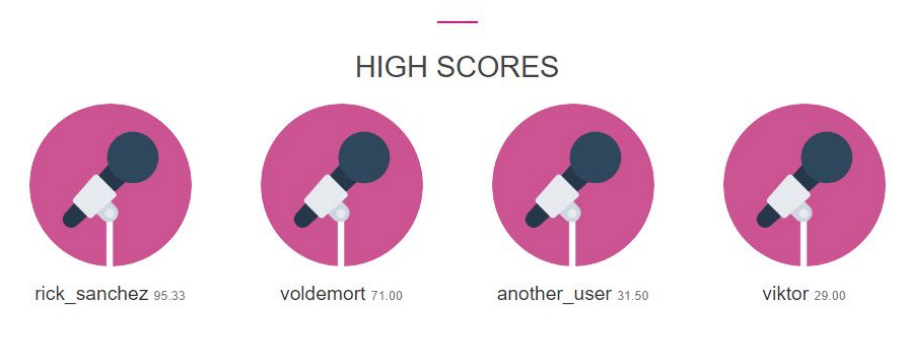 HIGH SCORES
rick_sanchez 95.33
voldemort 71.00
another_user 31.50
viktor 29.00